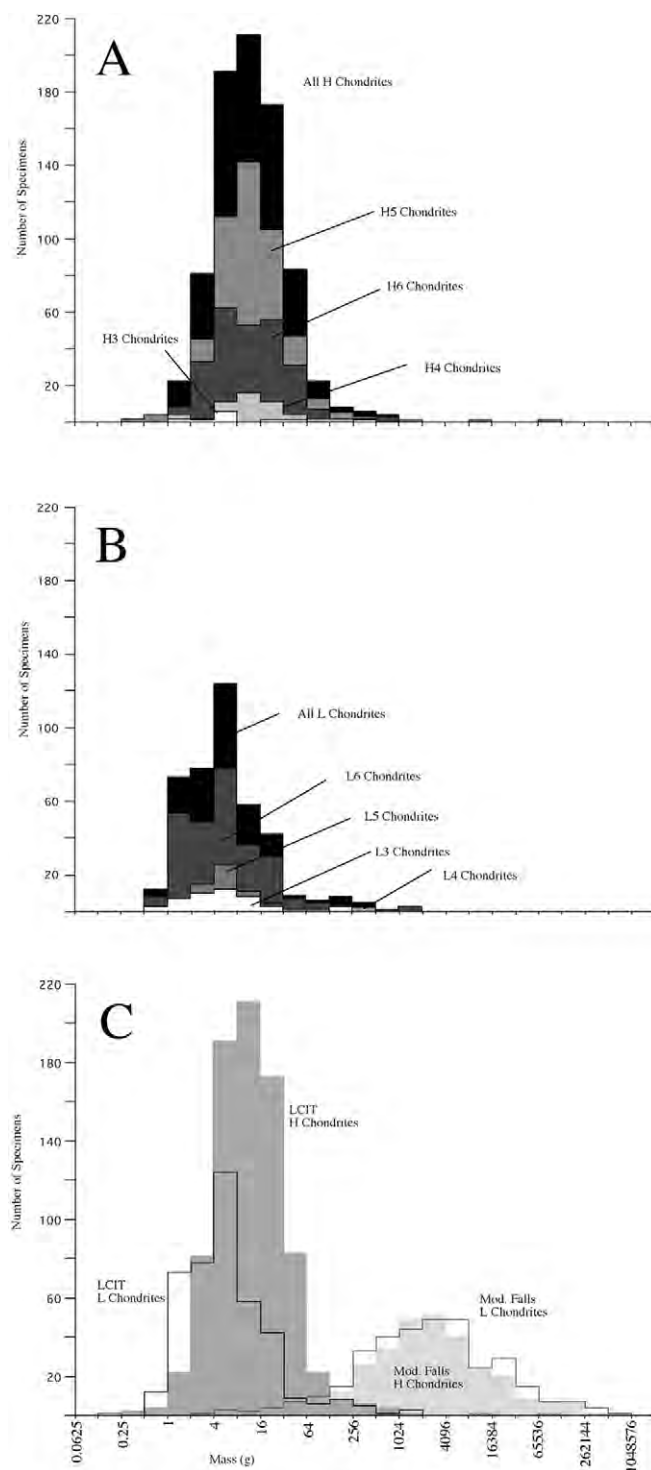 220
180
140
100
60
20
Number of Specimens
A
All H Chondrites
H5 Chondrites
H6 Chondrites
H3 Chondrites
H4 Chondrites
220
180
140
100
60
20
Number of Specimens
B
All L Chondrites
L6 Chondrites
L5 Chondrites
L3 Chondrites
L4 Chondrites
220
180
140
100
60
20
Number of Specimens
C
LCIT
H Chondrites
LCIT
L Chondrites
Mod. Falls
L Chondrites
Mod. Falls
H Chondrites
0.0625
0.25
1
4
16
64
256
1024
4096
16384
65536
262144
1048576
Mass (g)